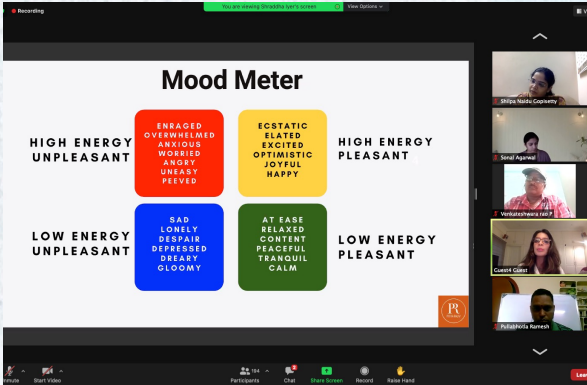 Recording
You are viewing Shraddha Iyer's screen
View Options
Mood Meter
HIGH ENERGY
UNPLEASANT
ENRAGED
OVERWHELMED
ANXIOUS
WORRIED
ANGRY
UNEASY
PEEVED
ECSTATIC
ELATED
EXCITED
OPTIMISTIC
JOYFUL
HAPPY
HIGH ENERGY
PLEASANT
LOW ENERGY
UNPLEASANT
SAD
LONELY
DESPAIR
DEPRESSED
DREARY
GLOOMY
AT EASE
RELAXED
CONTENT
PEACEFUL
TRANQUIL
CALM
LOW ENERGY
PLEASANT
PR
Shilpa Naidu Gopisetty
Sonal Agarwal
Venkateshwara rao P
Guest4 Guest
Pullabhotla Ramesh
Start Video
194
Participants
2
Chat
Share Screen
Record
Raise Hand